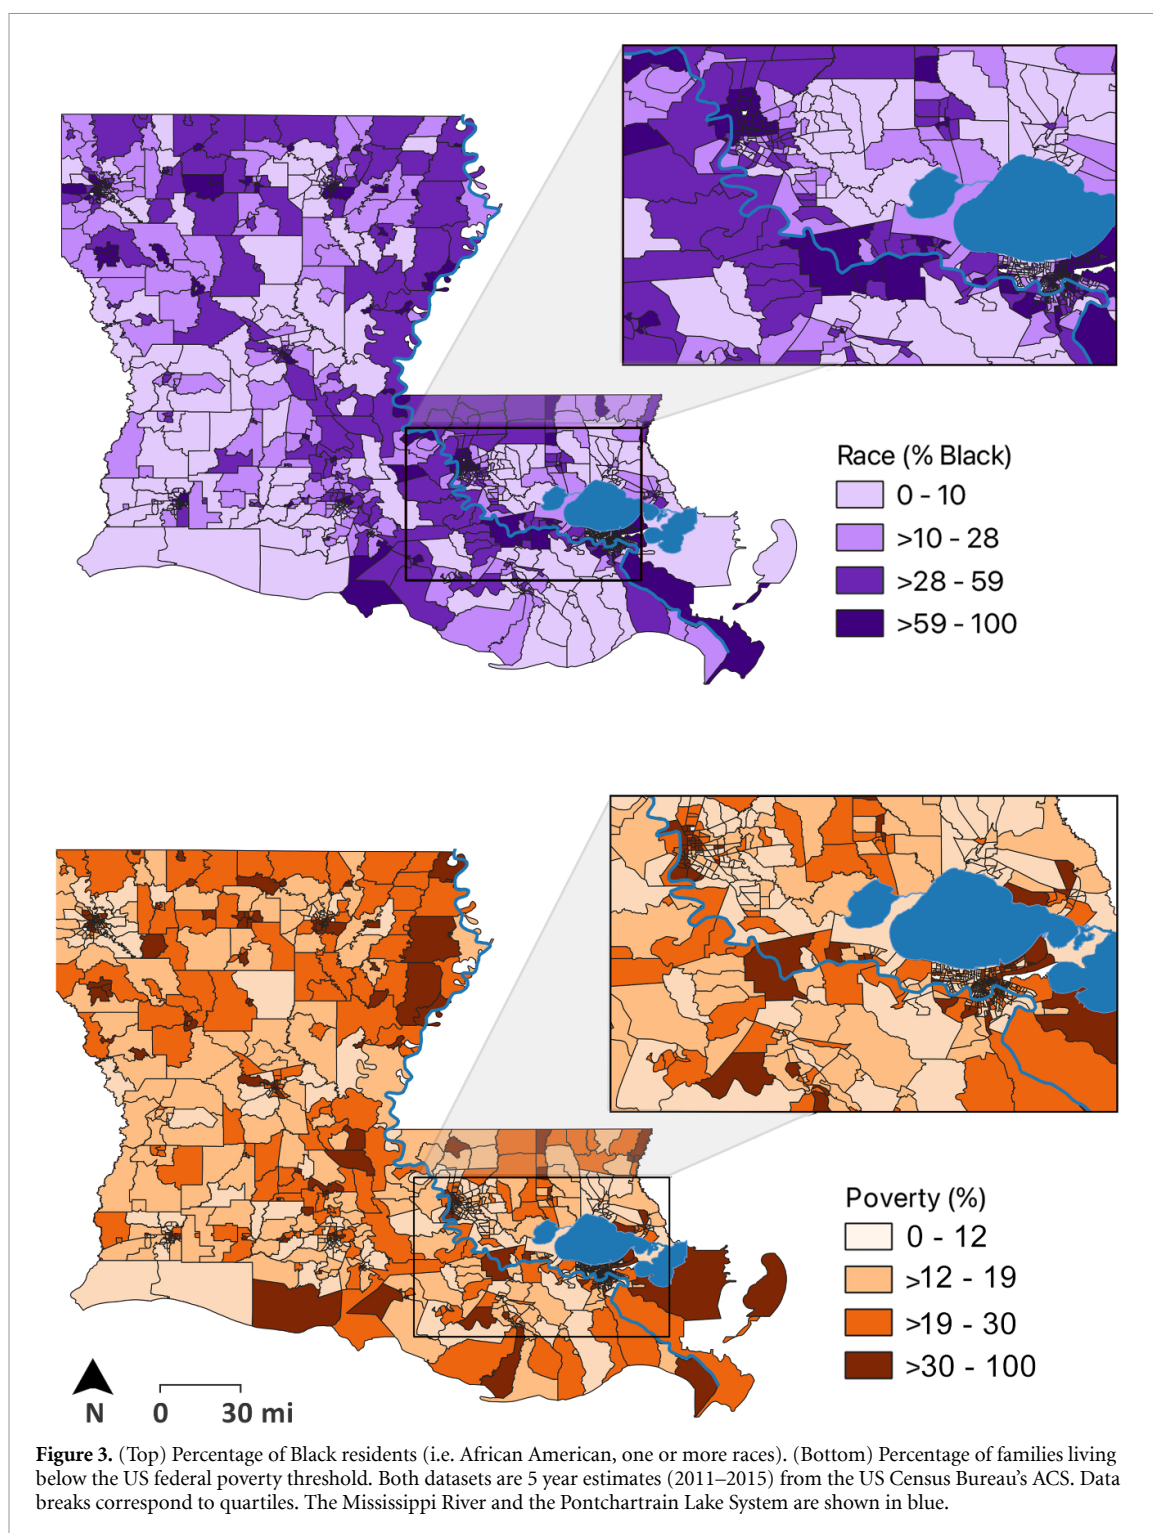 Race (% Black)
0 - 10
>10 - 28
>28 - 59
>59 - 100
Poverty (%)
0 - 12
>12 - 19
>19 - 30
>30 - 100
N 0 30 mi
Figure 3. (Top) Percentage of Black residents (i.e. African American, one or more races). (Bottom) Percentage of families living
below the US federal poverty threshold. Both datasets are 5 year estimates (2011–2015) from the US Census Bureau's ACS. Data
breaks correspond to quartiles. The Mississippi River and the Pontchartrain Lake System are shown in blue.